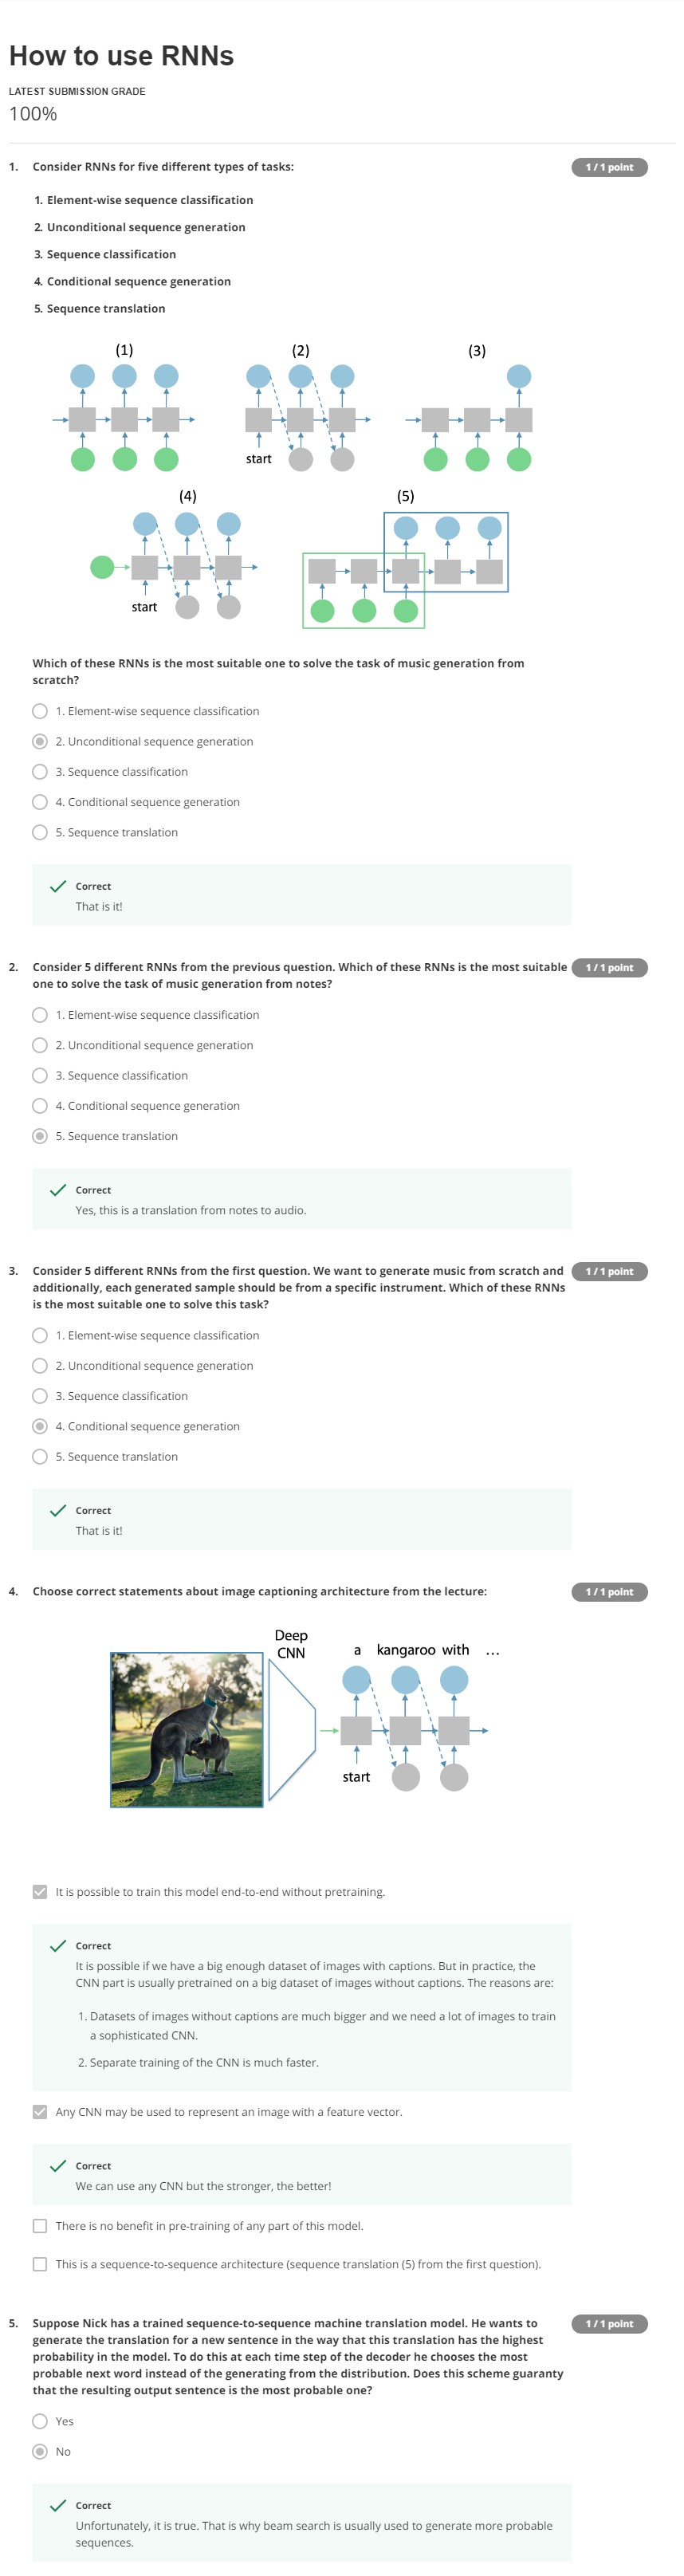 How to use RNNs
LATEST SUBMISSION GRADE
100%
1. Consider RNNs for five different types of tasks:
1 / 1 point
1. Element-wise sequence classification
2. Unconditional sequence generation
3. Sequence classification
4. Conditional sequence generation
5. Sequence translation
(1)
(2)
(3)
start
(4)
(5)
start
Which of these RNNs is the most suitable one to solve the task of music generation from
scratch?
1. Element-wise sequence classification
2. Unconditional sequence generation
3. Sequence classification
4. Conditional sequence generation
5. Sequence translation
Correct
That is it!
2. Consider 5 different RNNs from the previous question. Which of these RNNs is the most suitable
1 / 1 point
one to solve the task of music generation from notes?
1. Element-wise sequence classification
2. Unconditional sequence generation
3. Sequence classification
4. Conditional sequence generation
5. Sequence translation
Correct
Yes, this is a translation from notes to audio.
3. Consider 5 different RNNs from the first question. We want to generate music from scratch and
1 / 1 point
additionally, each generated sample should be from a specific instrument. Which of these RNNs
is the most suitable one to solve this task?
1. Element-wise sequence classification
2. Unconditional sequence generation
3. Sequence classification
4. Conditional sequence generation
5. Sequence translation
Correct
That is it!
4. Choose correct statements about image captioning architecture from the lecture:
1 / 1 point
Deep
CNN
a kangaroo with ...
start
It is possible to train this model end-to-end without pretraining.
Correct
It is possible if we have a big enough dataset of images with captions. But in practice, the
CNN part is usually pretrained on a big dataset of images without captions. The reasons are:
1. Datasets of images without captions are much bigger and we need a lot of images to train
a sophisticated CNN.
2. Separate training of the CNN is much faster.
Any CNN may be used to represent an image with a feature vector.
Correct
We can use any CNN but the stronger, the better!
There is no benefit in pre-training of any part of this model.
This is a sequence-to-sequence architecture (sequence translation (5) from the first question).
5. Suppose Nick has a trained sequence-to-sequence machine translation model. He wants to
1 / 1 point
generate the translation for a new sentence in the way that this translation has the highest
probability in the model. To do this at each time step of the decoder he chooses the most
probable next word instead of the generating from the distribution. Does this scheme guaranty
that the resulting output sentence is the most probable one?
Yes
No
Correct
Unfortunately, it is true. That is why beam search is usually used to generate more probable
sequences.